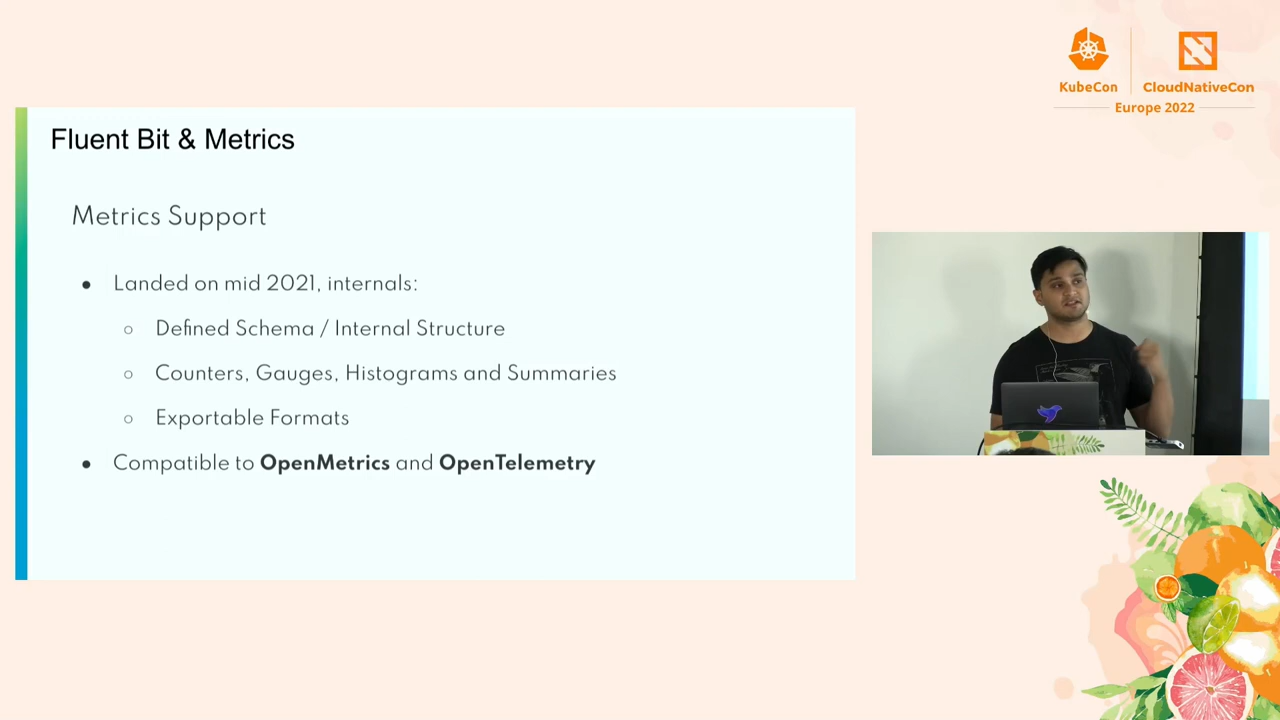 KubeCon
CloudNativeCon
Europe 2022
Fluent Bit & Metrics
Metrics Support
● Landed on mid 2021, internals:
○ Defined Schema / Internal Structure
○ Counters, Gauges, Histograms and Summaries
○ Exportable Formats
● Compatible to OpenMetrics and OpenTelemetry